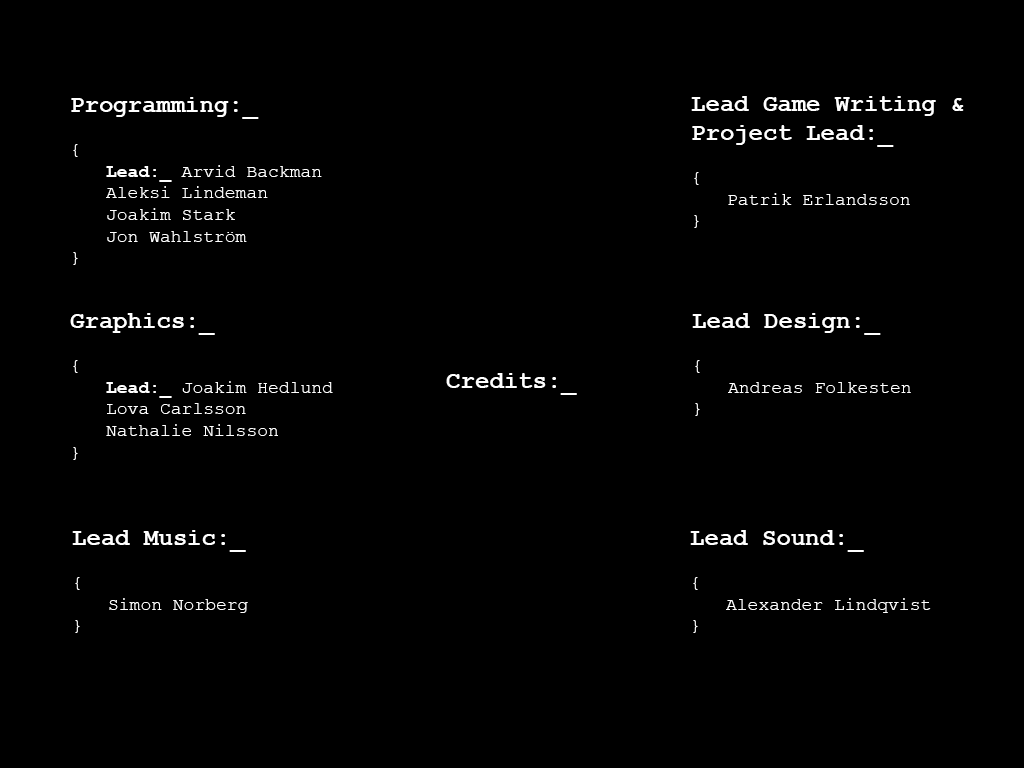 Programming:_
{
Lead:_ Arvid Backman
Aleksi Lindeman
Joakim Stark
Jon Wahlström
}
Graphics:_
{
Lead:_ Joakim Hedlund
Lova Carlsson
Nathalie Nilsson
}
Lead Music:_
{
Simon Norberg
}
Credits:_
Lead Game Writing &
Project Lead:_
{
Patrik Erlandsson
}
Lead Design:_
{
Andreas Folkesten
}
Lead Sound:_
{
Alexander Lindqvist
}